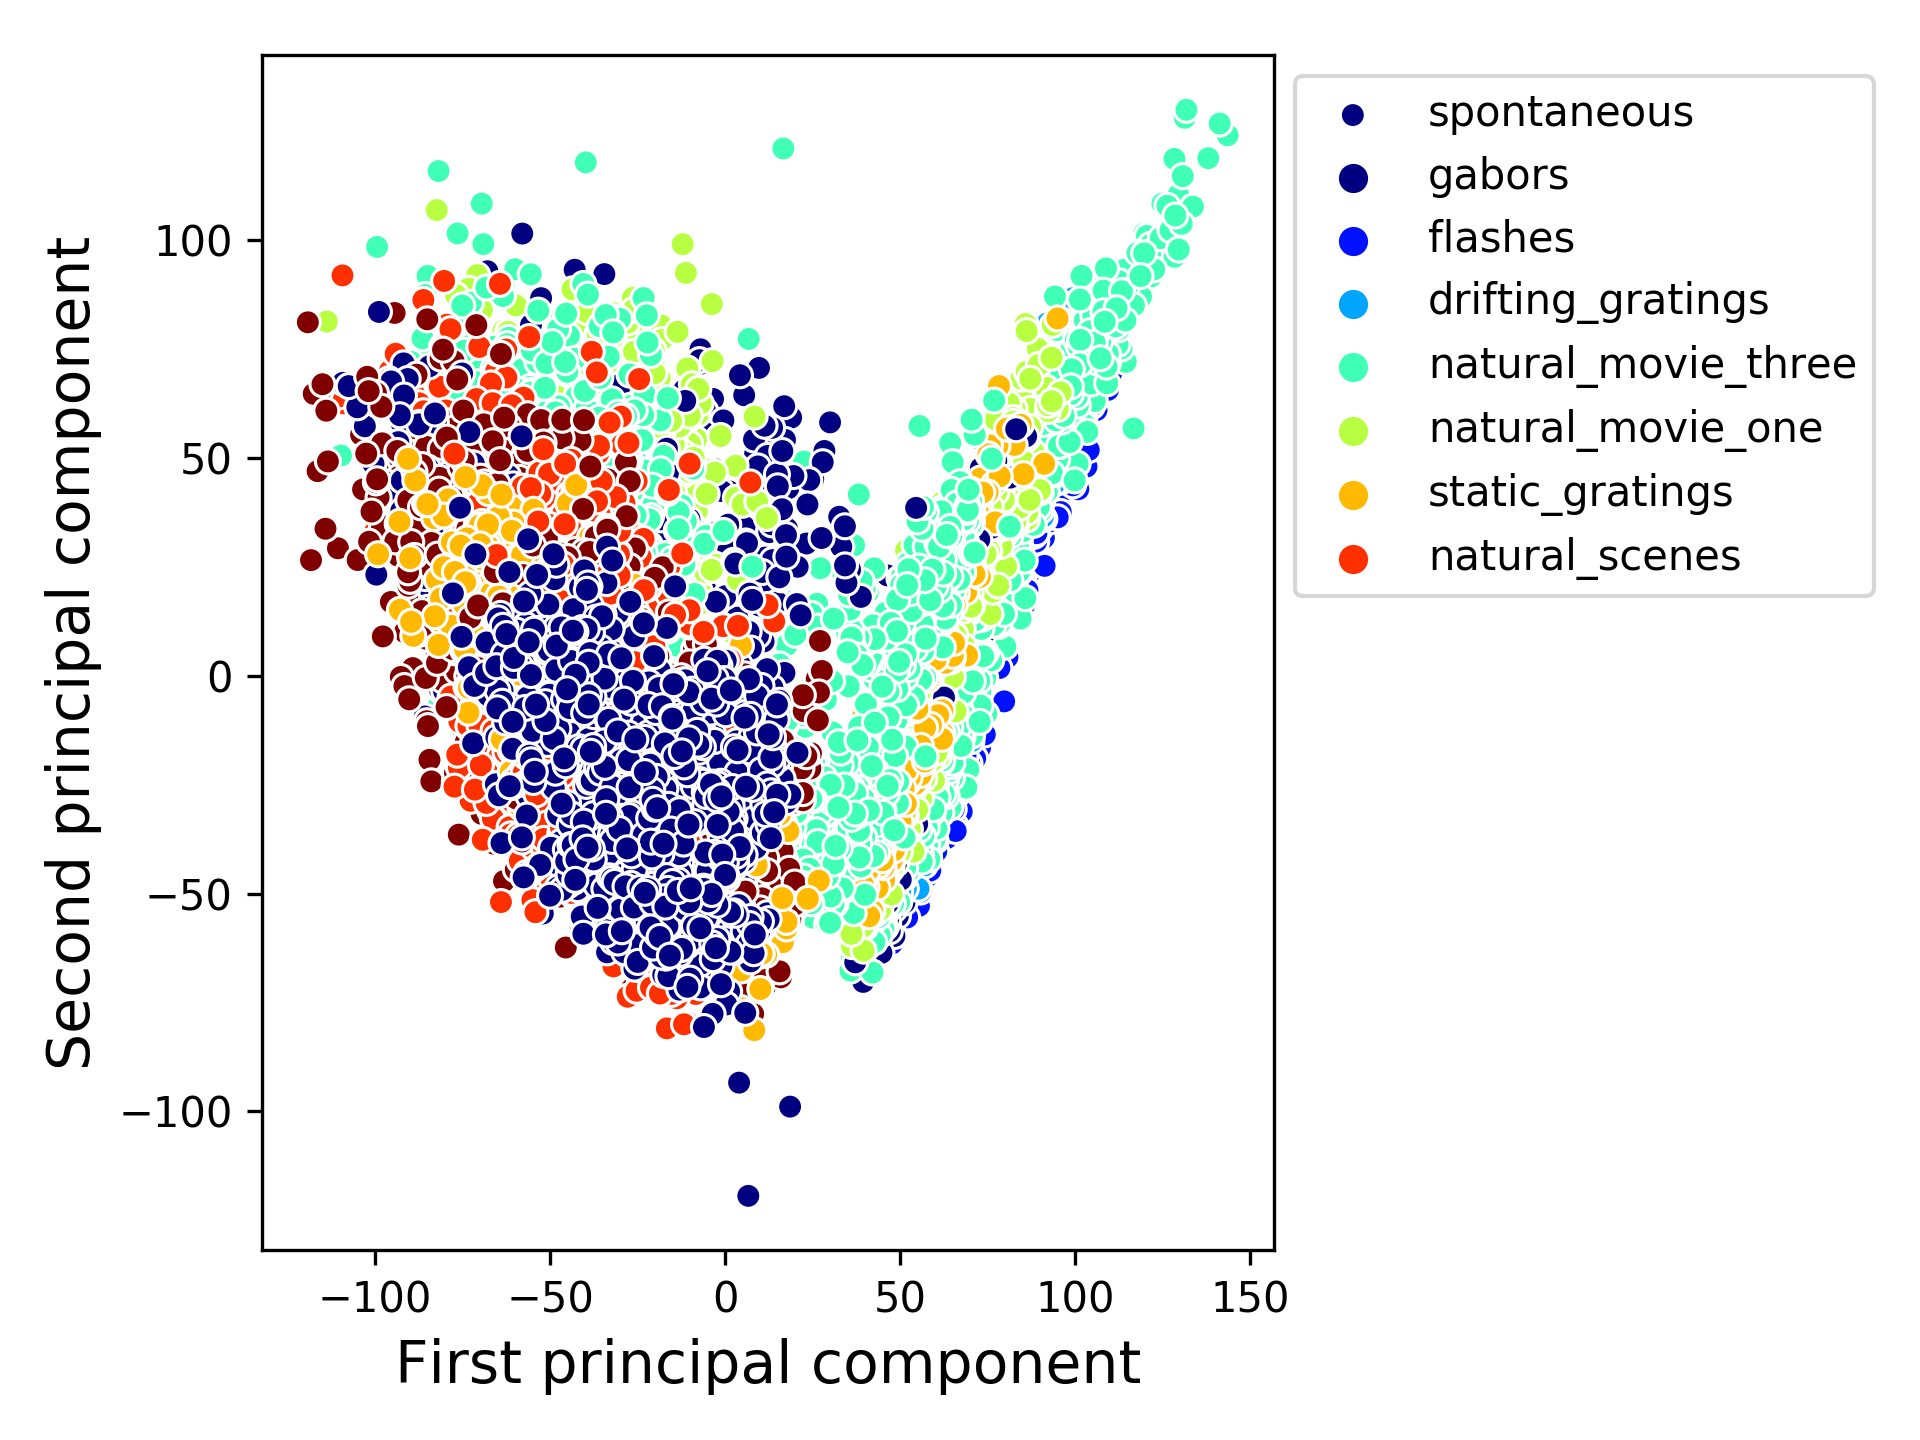 spontaneous
gabors
flashes
drifting_gratings
natural_movie_three
natural_movie_one
static_gratings
natural_scenes
Second principal component
100
50
0
−50
−100
−100 −50 0 50 100 150
First principal component